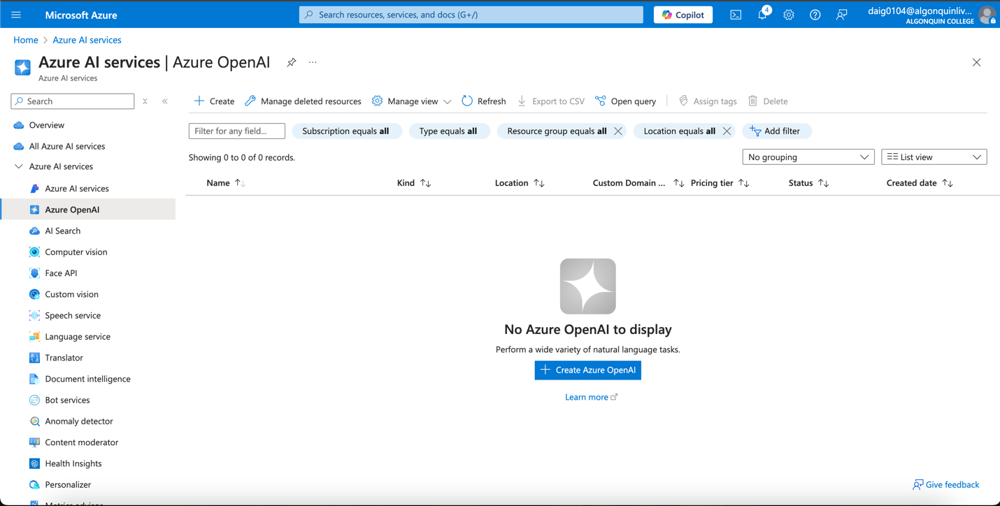 Microsoft Azure
Search resources, services, and docs (G+/)
Copilot
4
daig0104@algonquinliv...
ALGONQUIN COLLEGE
Home > Azure AI services
Azure AI services | Azure OpenAI
...
Azure AI services
Search
Create
Manage deleted resources
Manage view
Refresh
Export to CSV
Open query
Assign tags
Delete
Overview
All Azure AI services
Azure AI services
Azure AI services
Azure OpenAI
AI Search
Computer vision
Face API
Custom vision
Speech service
Language service
Translator
Document intelligence
Bot services
Anomaly detector
Content moderator
Health Insights
Personalizer
Metrics advisor
Filter for any field...
Subscription equals all
Type equals all
Resource group equals all
Location equals all
Add filter
Showing 0 to 0 of 0 records.
No grouping
List view
Name
Kind
Location
Custom Domain ...
Pricing tier
Status
Created date
No Azure OpenAI to display
Perform a wide variety of natural language tasks.
Create Azure OpenAI
Learn more
Give feedback